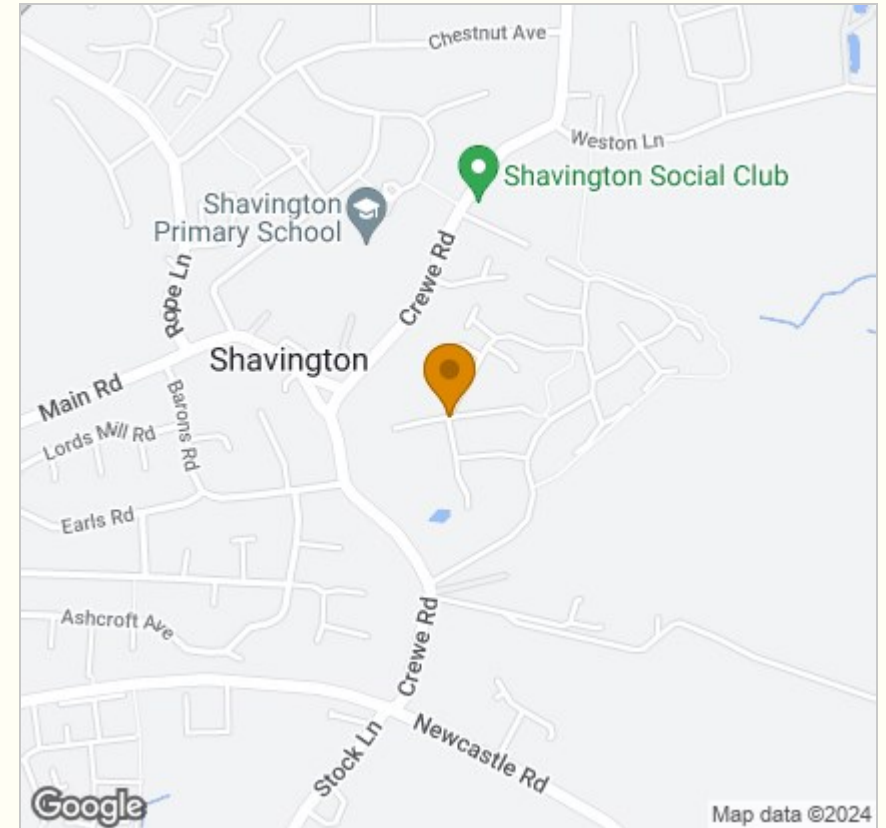 Chestnut Ave
Weston Ln
Shavington Social Club
Shavington
Primary School
Crewe Rd
Rope Ln
Shavington
Main Rd
Barons Rd
Lords Mill Rd
Earls Rd
Ashcroft Ave
Crewe Rd
Newcastle Rd
Stock Ln
Google
Map data ©2024